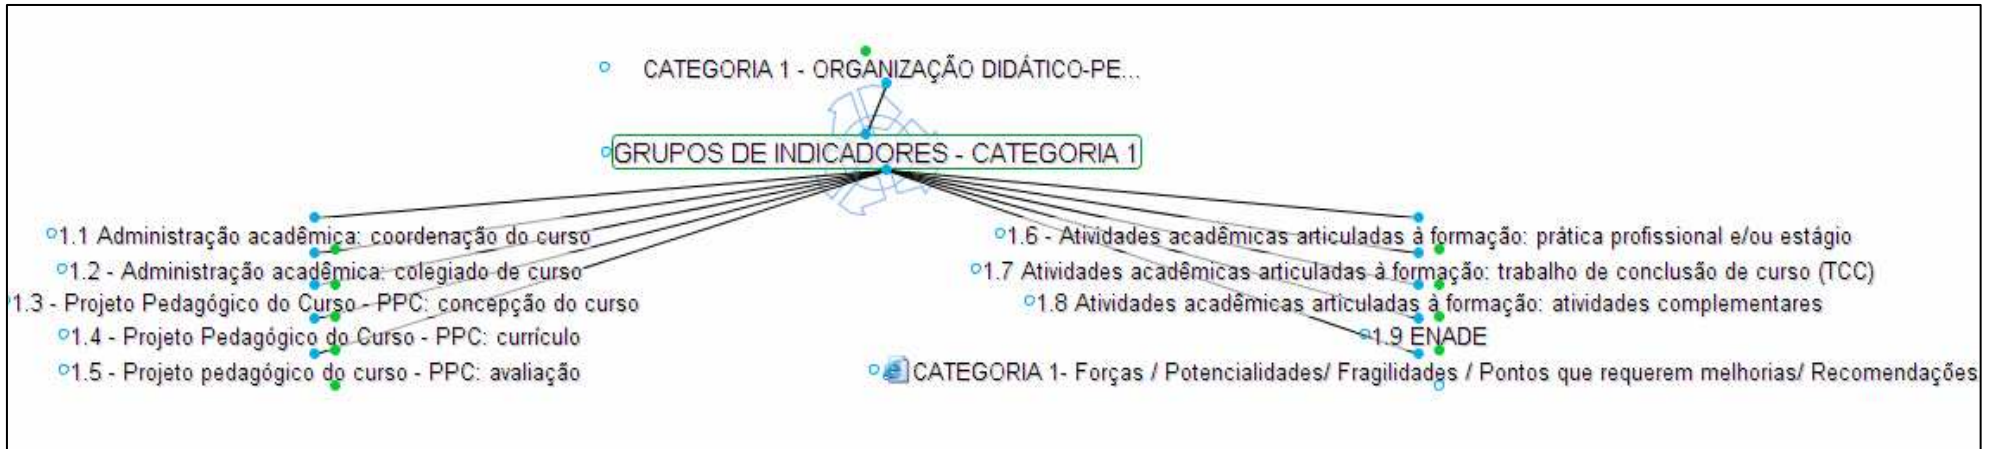 CATEGORIA 1 - ORGANIZAÇÃO DIDÁTICO-PE...
GRUPOS DE INDICADORES - CATEGORIA 1
1.1 Administração acadêmica: coordenação do curso
1.2 - Administração acadêmica: colegiado de curso
1.3 - Projeto Pedagógico do Curso - PPC: concepção do curso
1.4 - Projeto Pedagógico do Curso - PPC: currículo
1.5 - Projeto pedagógico do curso - PPC: avaliação
1.6 - Atividades acadêmicas articuladas à formação: prática profissional e/ou estágio
1.7 Atividades acadêmicas articuladas à formação: trabalho de conclusão de curso (TCC)
1.8 Atividades acadêmicas articuladas à formação: atividades complementares
1.9 ENADE
CATEGORIA 1- Forças / Potencialidades/ Fragilidades / Pontos que requerem melhorias/ Recomendações